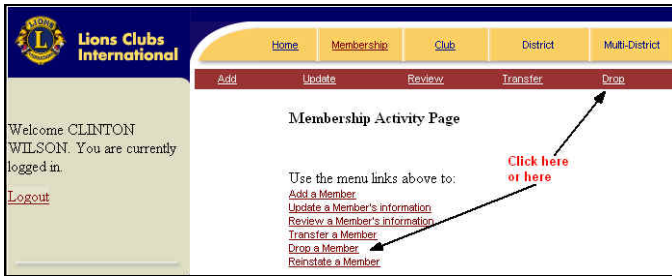 Lions Clubs
International
LIONS
L
INTERNATIONAL
Home Membership Club District Multi-District
Add Update Review Transfer Drop
Welcome CLINTON
WILSON. You are currently
logged in.
Logout
Membership Activity Page
Click here
or here
Use the menu links above to:
Add a Member
Update a Member's information
Review a Member's information
Transfer a Member
Drop a Member
Reinstate a Member